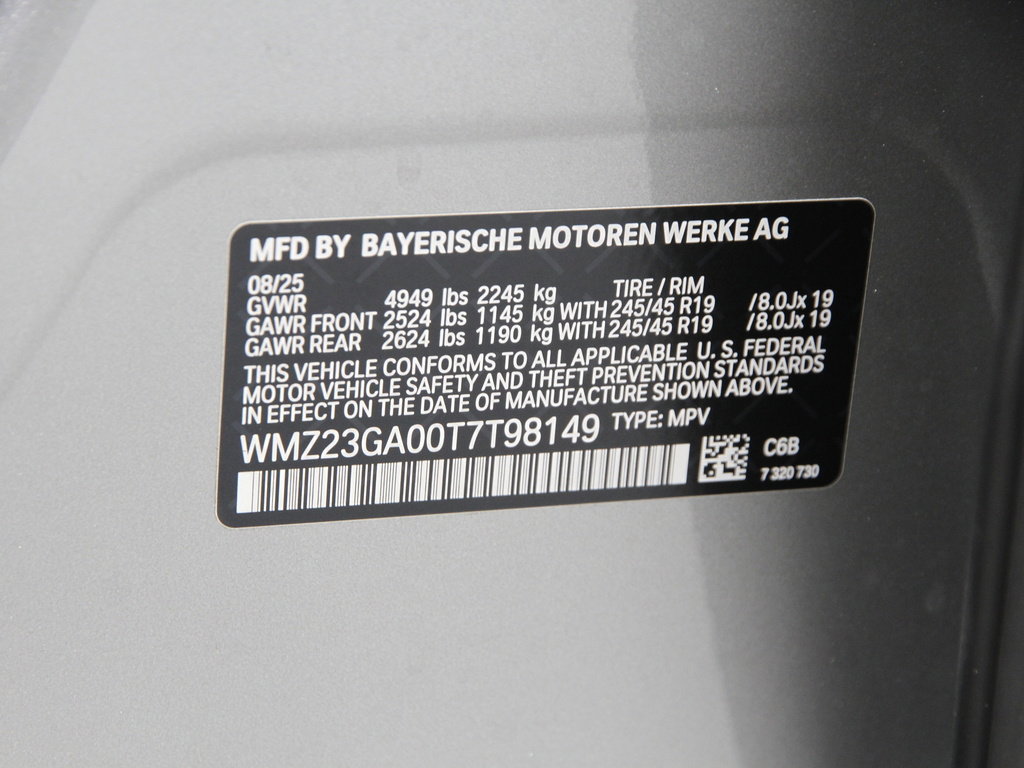 MFD BY BAYERISCHE MOTOREN WERKE AG
08/25 TIRE / RIM
GVWR 4949 lbs 2245 kg
GAWR FRONT 2524 lbs 1145 kg WITH 245/45 R19 /8.0Jx 19
GAWR REAR 2624 lbs 1190 kg WITH 245/45 R19 /8.0Jx 19
THIS VEHICLE CONFORMS TO ALL APPLICABLE U. S. FEDERAL
MOTOR VEHICLE SAFETY AND THEFT PREVENTION STANDARDS
IN EFFECT ON THE DATE OF MANUFACTURE SHOWN ABOVE.
WMZ23GA00T7T98149 TYPE: MPV
C6B
7 320 730